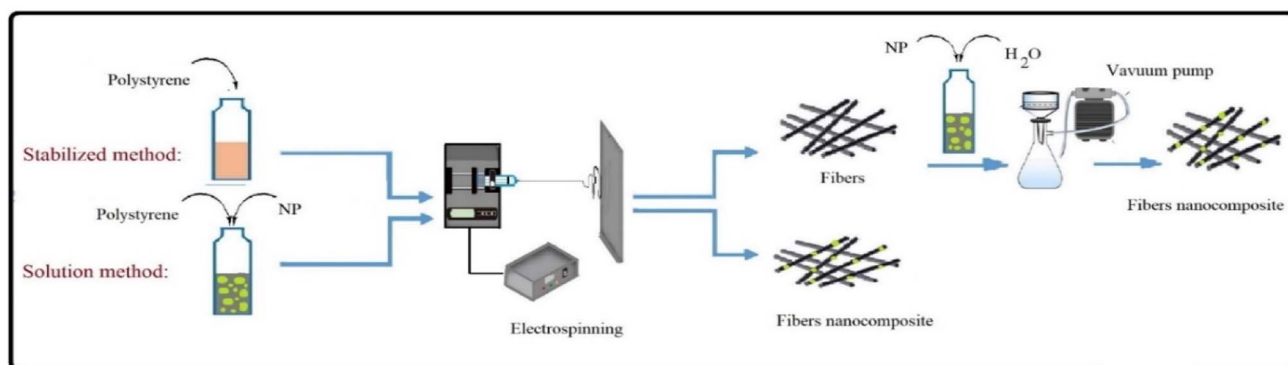 Polystyrene
Stabilized method:
Polystyrene
NP
Solution method:
Electrospinning
Fibers
Fibers nanocomposite
NP
H2O
Vavuum pump
Fibers nanocomposite